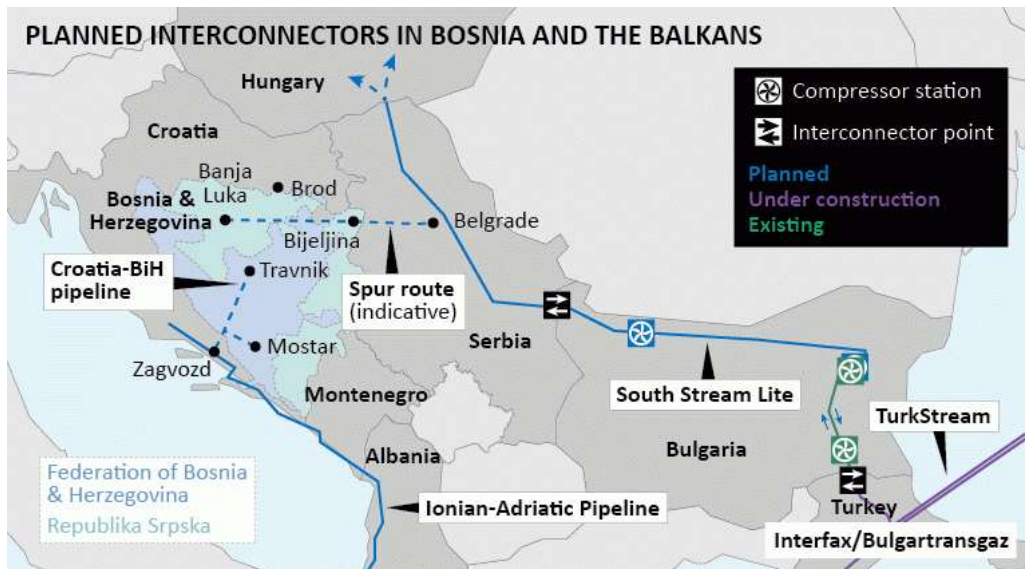 PLANNED INTERCONNECTORS IN BOSNIA AND THE BALKANS
Hungary
Compressor station
Interconnector point
Planned
Under construction
Existing
Croatia
Banja
Luka
Brod
Bosnia &
Herzegovina
Belgrade
Bijeljina
Croatia-BiH
pipeline
Travnik
Spur route
(indicative)
Serbia
Mostar
Zagvozd
Montenegro
South Stream Lite
TurkStream
Albania
Bulgaria
Federation of Bosnia
& Herzegovina
Republika Srpska
Ionian-Adriatic Pipeline
Turkey
Interfax/Bulgartransgaz